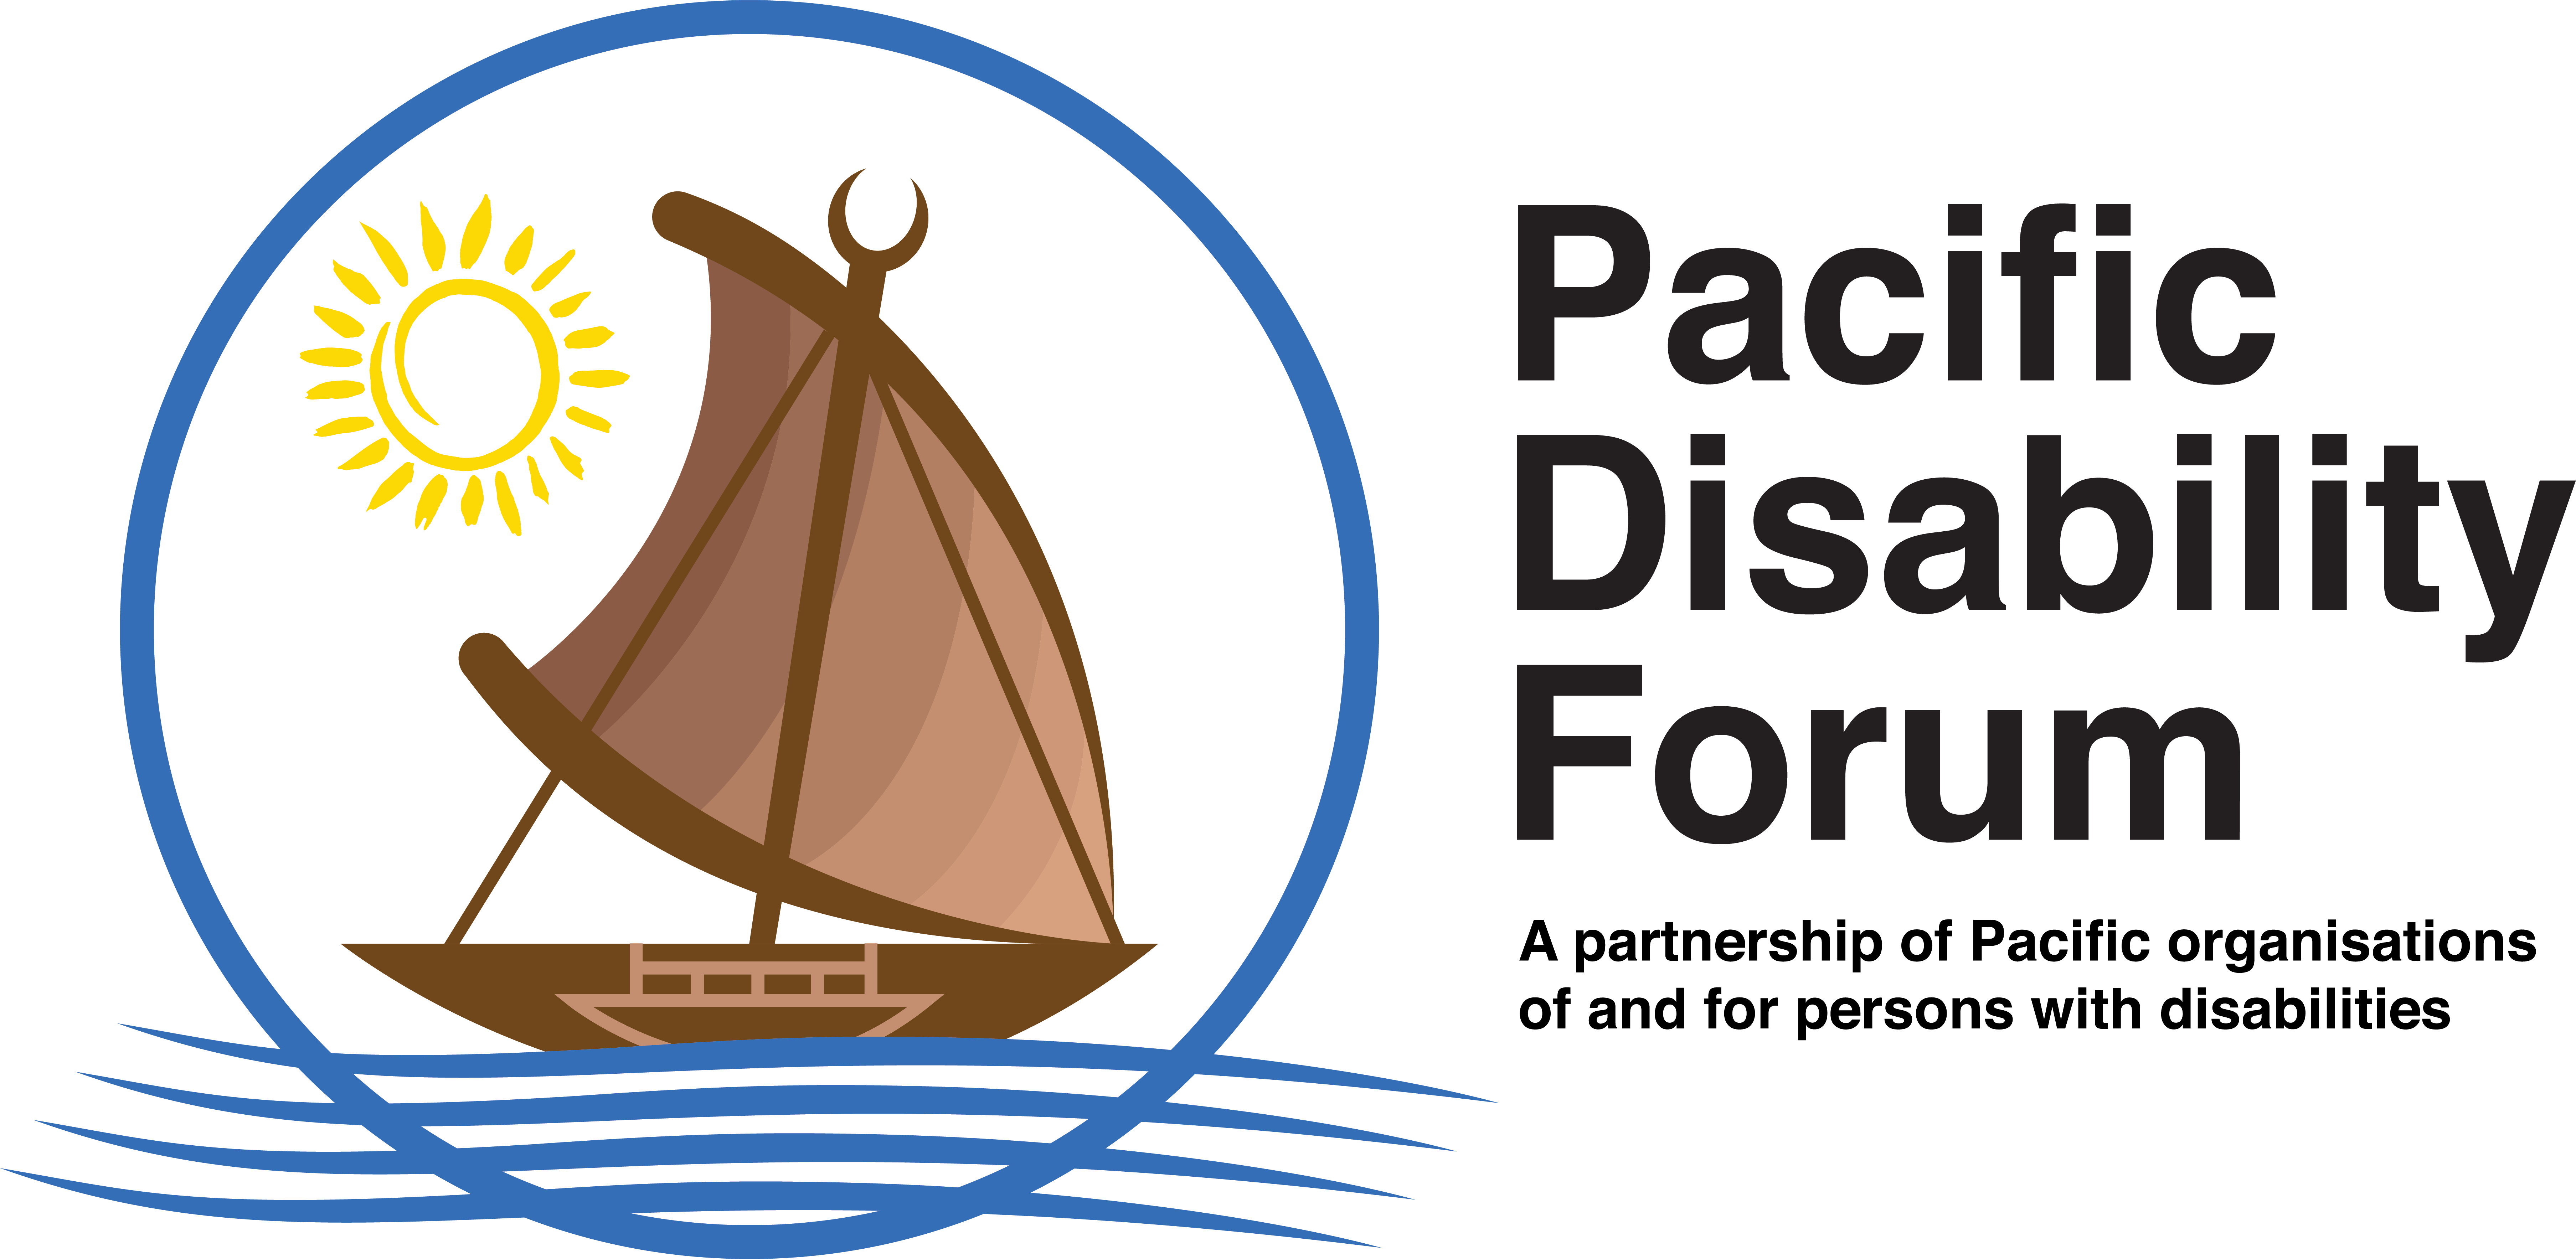 Pacific
Disability
Forum
A partnership of Pacific organisations
of and for persons with disabilities